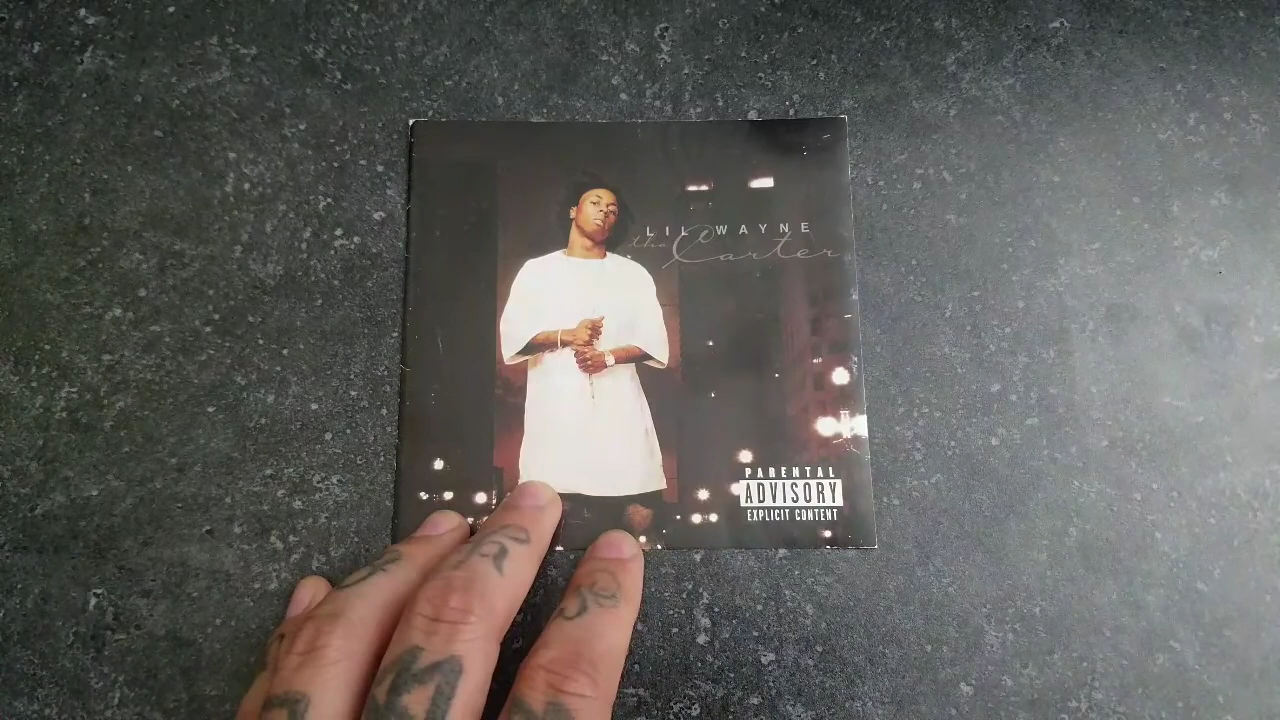 LIL WAYNE
tha Carter
PARENTAL
ADVISORY
EXPLICIT CONTENT